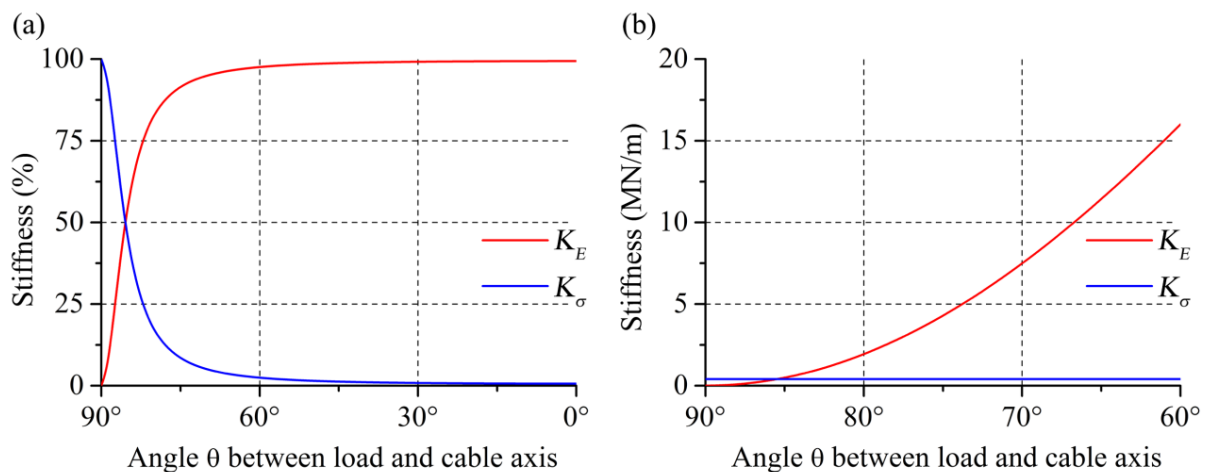 (a)
100
75
50
25
0
Stiffness (%)
K_E
K_σ
90°
60°
30°
0°
Angle θ between load and cable axis
(b)
20
15
10
5
0
Stiffness (MN/m)
K_E
K_σ
90°
80°
70°
60°
Angle θ between load and cable axis